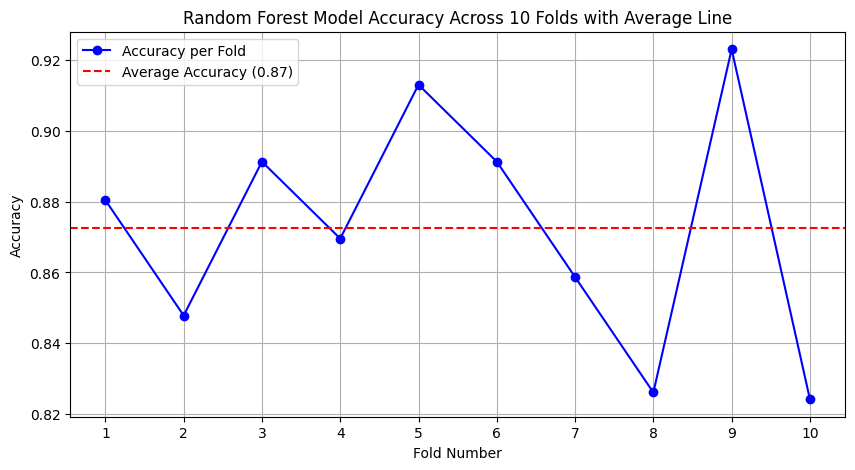 Random Forest Model Accuracy Across 10 Folds with Average Line
Accuracy per Fold
Average Accuracy (0.87)
Accuracy
0.92
0.90
0.88
0.86
0.84
0.82
1 2 3 4 5 6 7 8 9 10
Fold Number